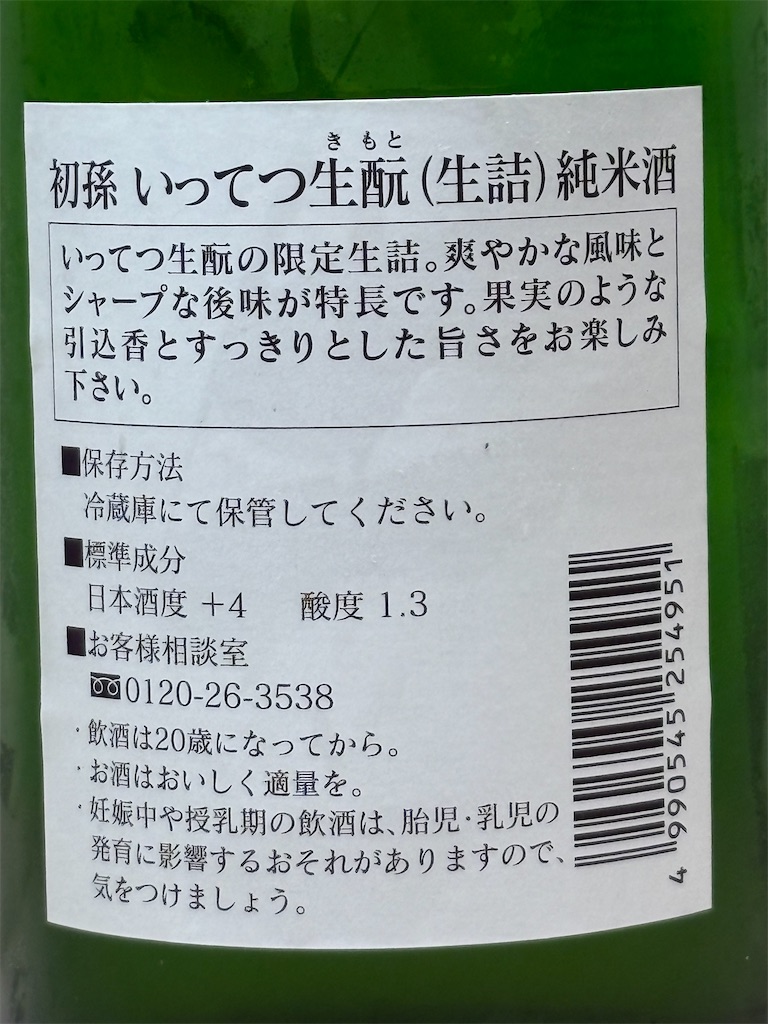 きもと
初孫 いってつ生酛(生詰)純米酒
いってつ生酛の限定生詰。爽やかな風味と
シャープな後味が特長です。果実のような
引込香とすっきりとした旨さをお楽しみ
下さい。
■保存方法
冷蔵庫にて保管してください。
■標準成分
日本酒度 +4 酸度 1.3
■お客様相談室
0120-26-3538
・飲酒は20歳になってから。
・お酒はおいしく適量を。
・妊娠中や授乳期の飲酒は、胎児・乳児の
発育に影響するおそれがありますので、
気をつけましょう。
4 990545 254951